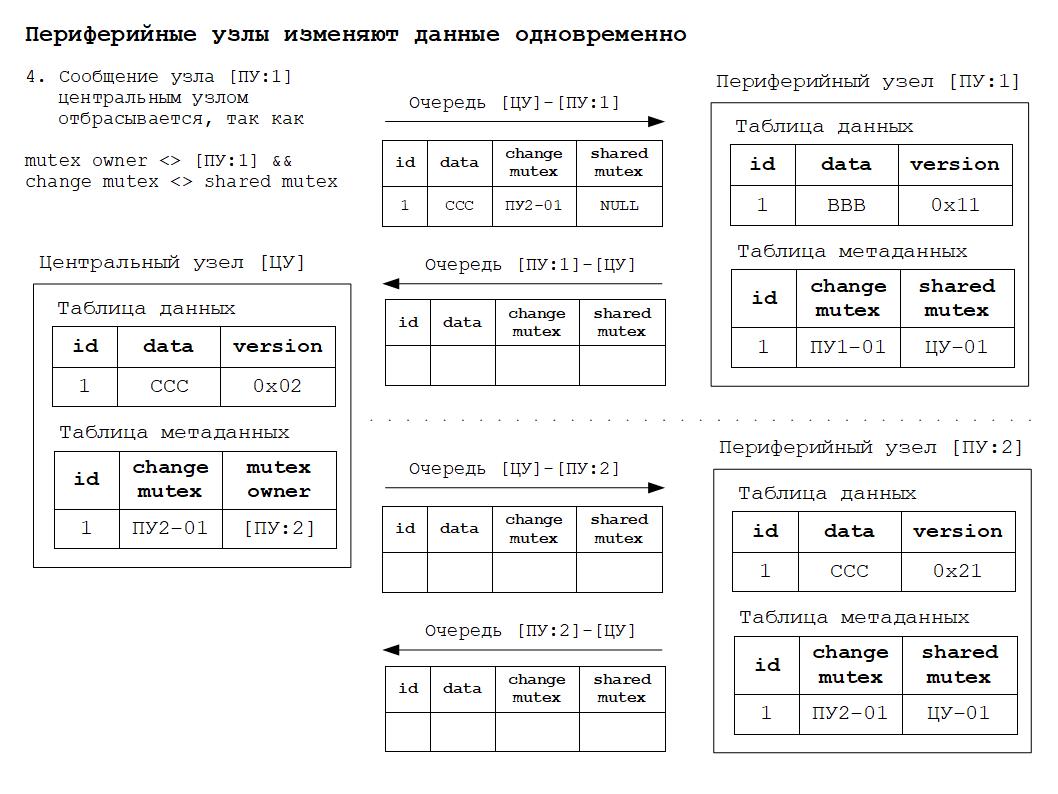 Периферийные узлы изменяют данные одновременно
4. Сообщение узла [ПУ:1]
центральным узлом
отбрасывается, так как
mutex owner <> [ПУ:1] &&
change mutex <> shared mutex
Центральный узел [ЦУ]
Таблица данных
id data version
1 CCC 0x02
Таблица метаданных
id change mutex mutex owner
1 ПУ2-01 [ПУ:2]
Очередь [ЦУ]-[ПУ:1]
id data change mutex shared mutex
1 CCC ПУ2-01 NULL
Очередь [ПУ:1]-[ЦУ]
id data change mutex shared mutex
Периферийный узел [ПУ:1]
Таблица данных
id data version
1 BBB 0x11
Таблица метаданных
id change mutex shared mutex
1 ПУ1-01 ЦУ-01
Очередь [ЦУ]-[ПУ:2]
id data change mutex shared mutex
Очередь [ПУ:2]-[ЦУ]
id data change mutex shared mutex
Периферийный узел [ПУ:2]
Таблица данных
id data version
1 CCC 0x21
Таблица метаданных
id change mutex shared mutex
1 ПУ2-01 ЦУ-01